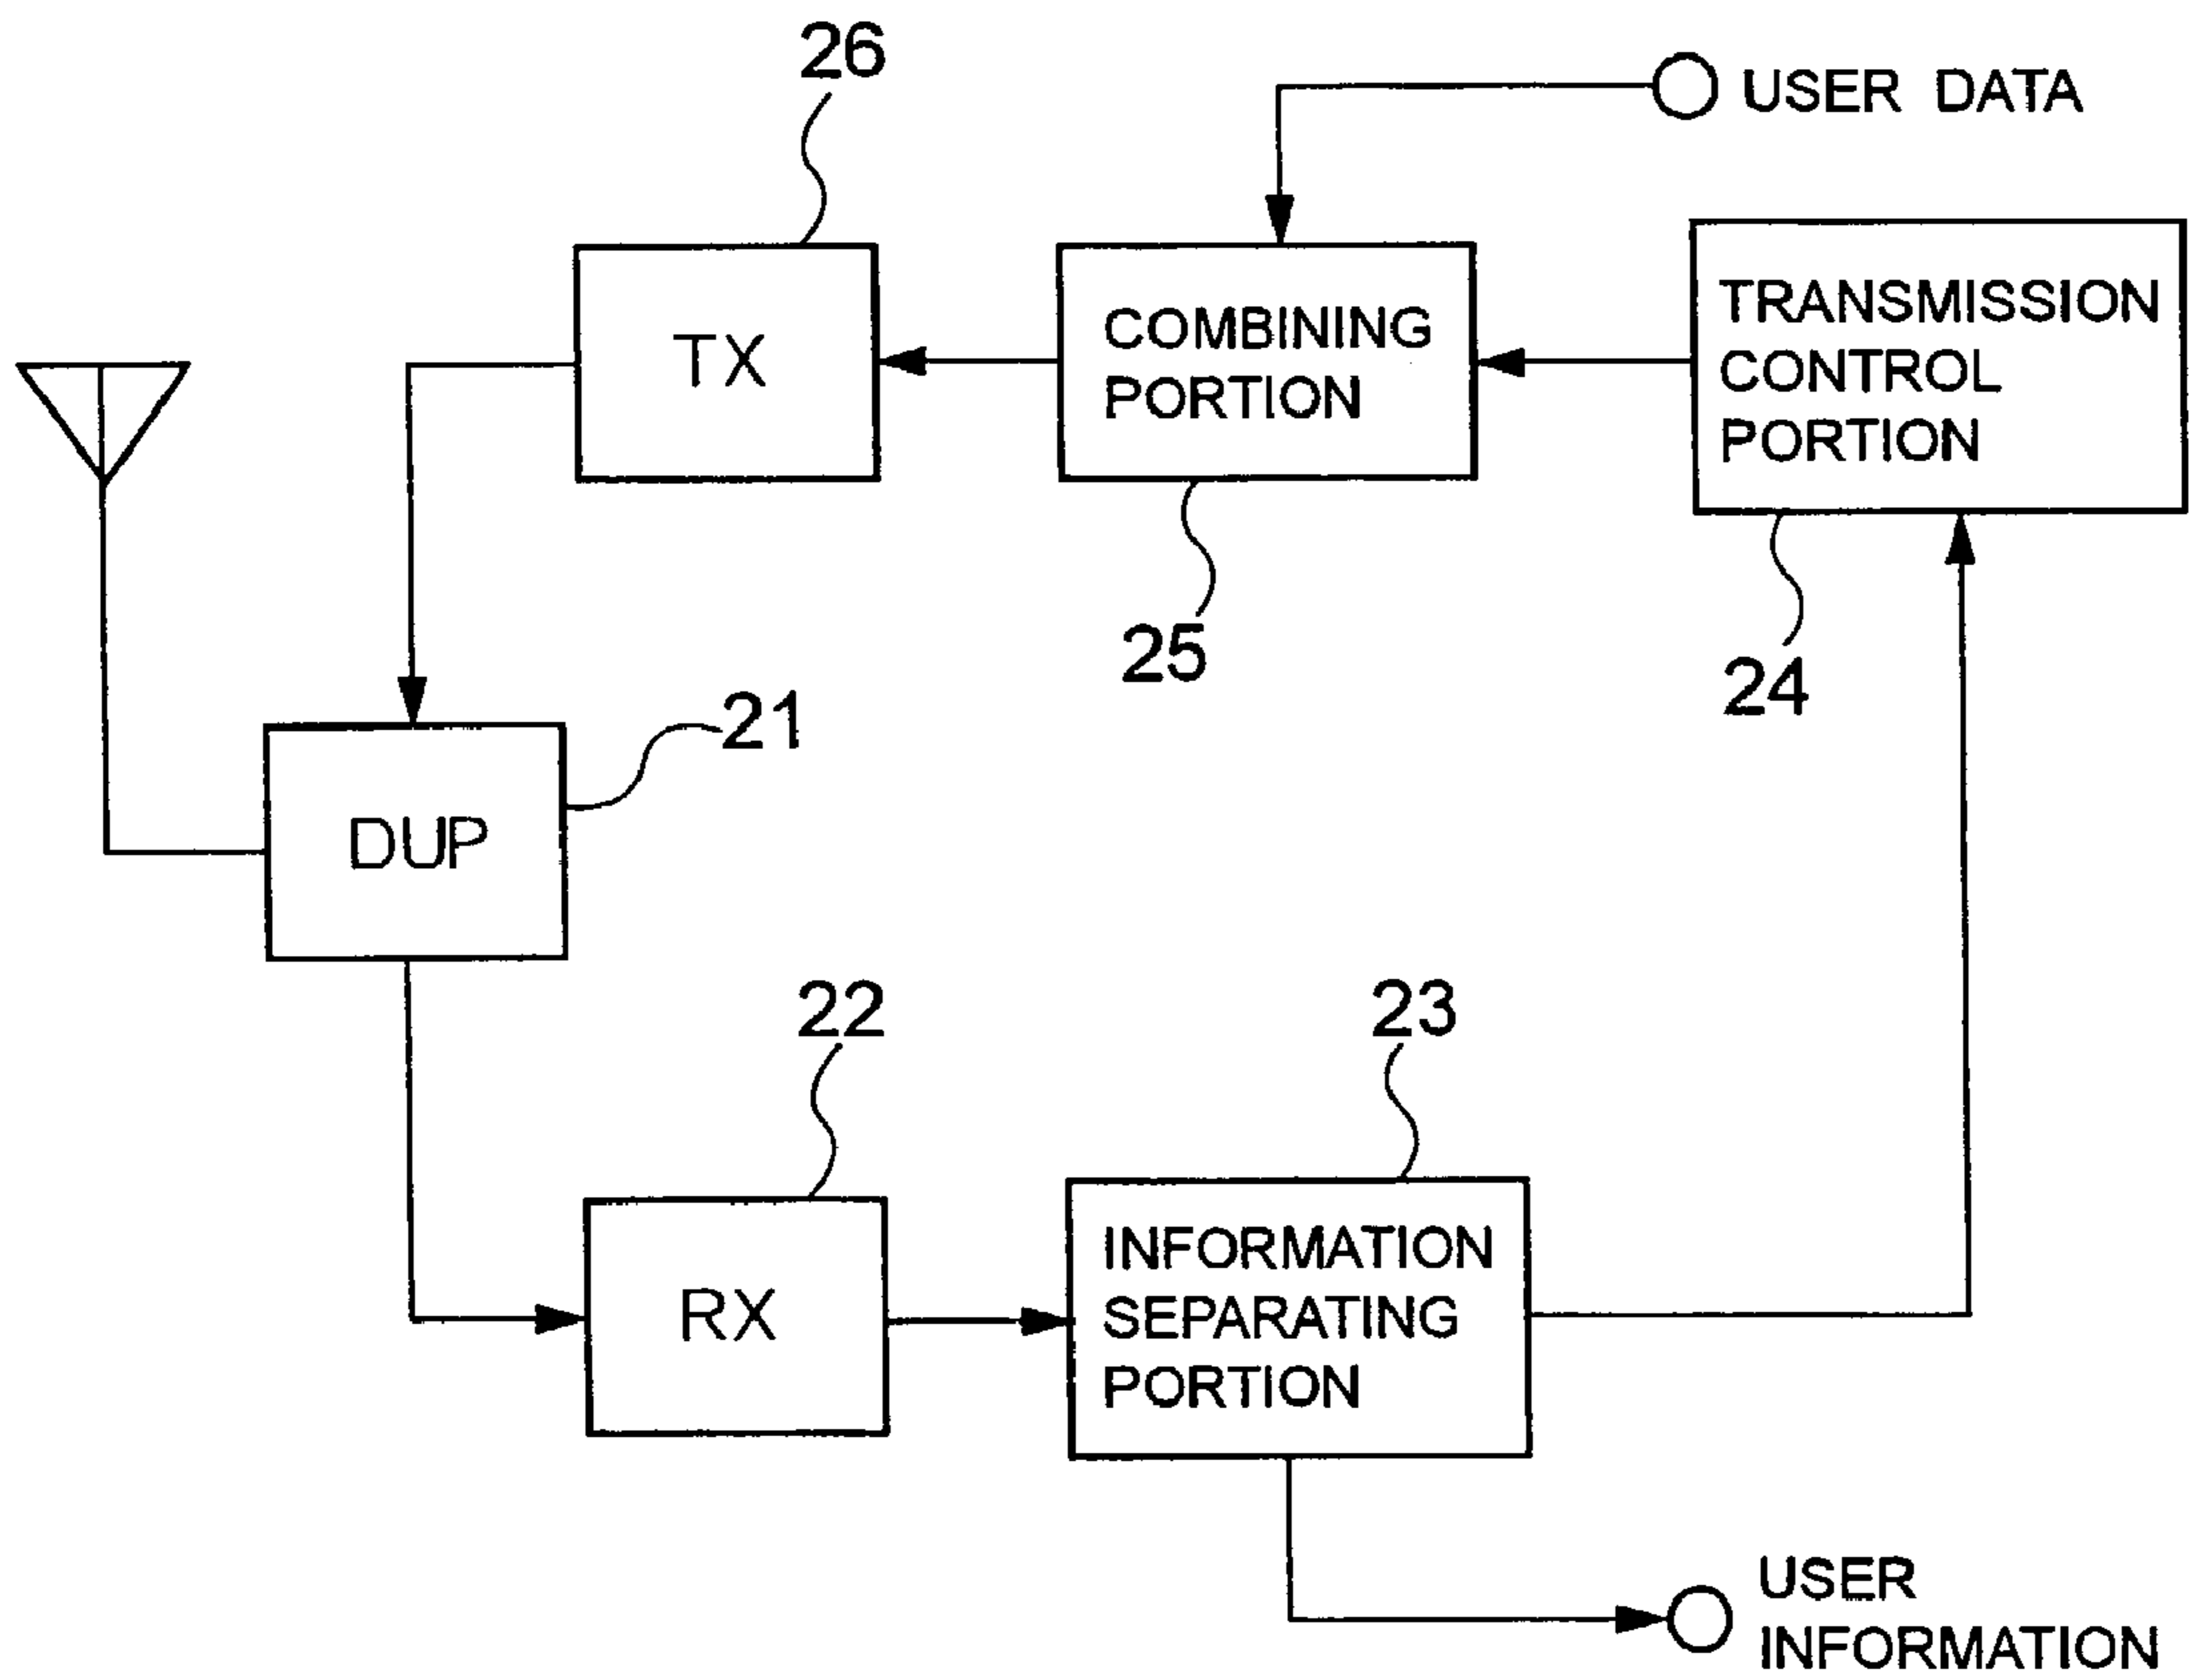 26
USER DATA
TX
COMBINING
PORTION
TRANSMISSION
CONTROL
PORTION
25
24
21
DUP
22
23
RX
INFORMATION
SEPARATING
PORTION
USER
INFORMATION